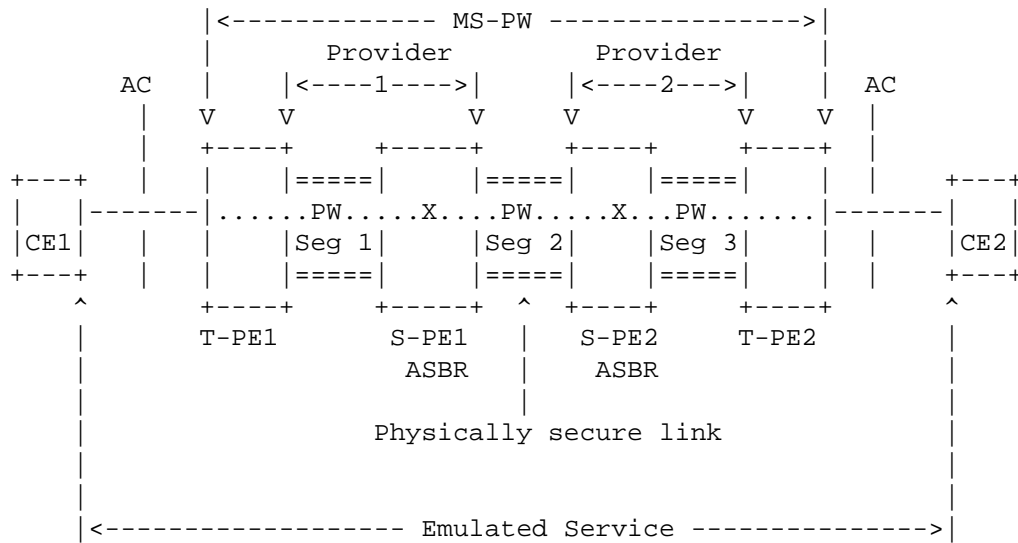 |<------------- MS-PW ---------------->|
|          Provider         Provider         |
AC         |     |<----1---->|     |<----2--->|     |         AC
|     V     V               V     V               V     V     |
|     +----+     +-----+     +----+     +----+     |
+---+     |     |     |=====|     |=====|     |=====|     |     |     +---+
|     |-------|......PW.....X....PW.....X...PW.......|-------|     |
|CE1|     |     |     |Seg 1|     |Seg 2|     |Seg 3|     |     |     |CE2|
+---+     |     |     |=====|     |=====|     |=====|     |     |     +---+
^     +----+     +-----+     ^     +----+     +----+     ^
|     T-PE1     S-PE1     |     S-PE2     T-PE2     |
|     ASBR     |     ASBR     |
|     |     |
|     Physically secure link     |
|     |
|     |
|     |
|<------------------- Emulated Service --------------->|